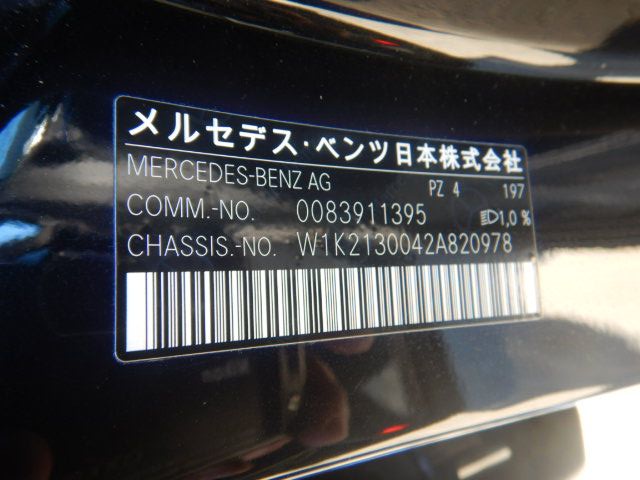 メルセデス・ベンツ日本株式会社
MERCEDES-BENZ AG PZ 4 197
COMM.-NO. 0083911395 1,0 %
CHASSIS.-NO. W1K2130042A820978